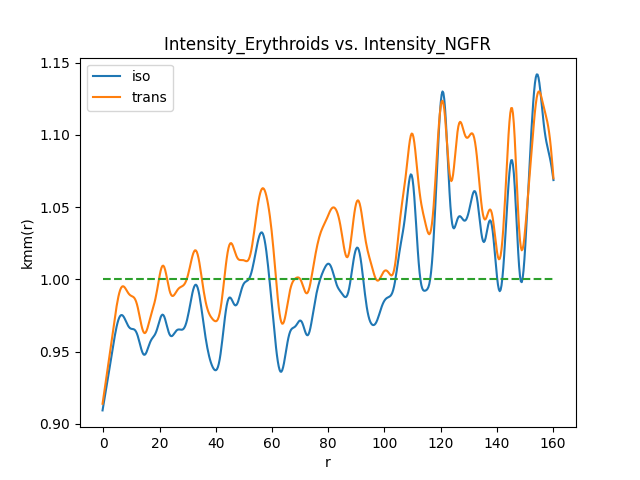 Intensity_Erythroids vs. Intensity_NGFR
iso
trans
1.15
1.10
1.05
1.00
0.95
0.90
kmm(r)
0 20 40 60 80 100 120 140 160
r